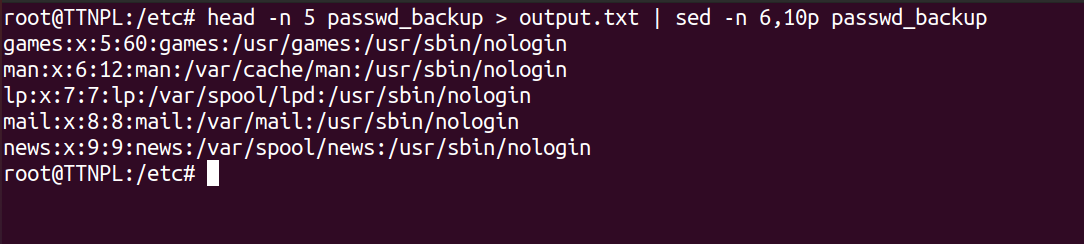 root@TTNPL:/etc# head -n 5 passwd_backup > output.txt | sed -n 6,10p passwd_backup
games:x:5:60:games:/usr/games:/usr/sbin/nologin
man:x:6:12:man:/var/cache/man:/usr/sbin/nologin
lp:x:7:7:lp:/var/spool/lpd:/usr/sbin/nologin
mail:x:8:8:mail:/var/mail:/usr/sbin/nologin
news:x:9:9:news:/var/spool/news:/usr/sbin/nologin
root@TTNPL:/etc#